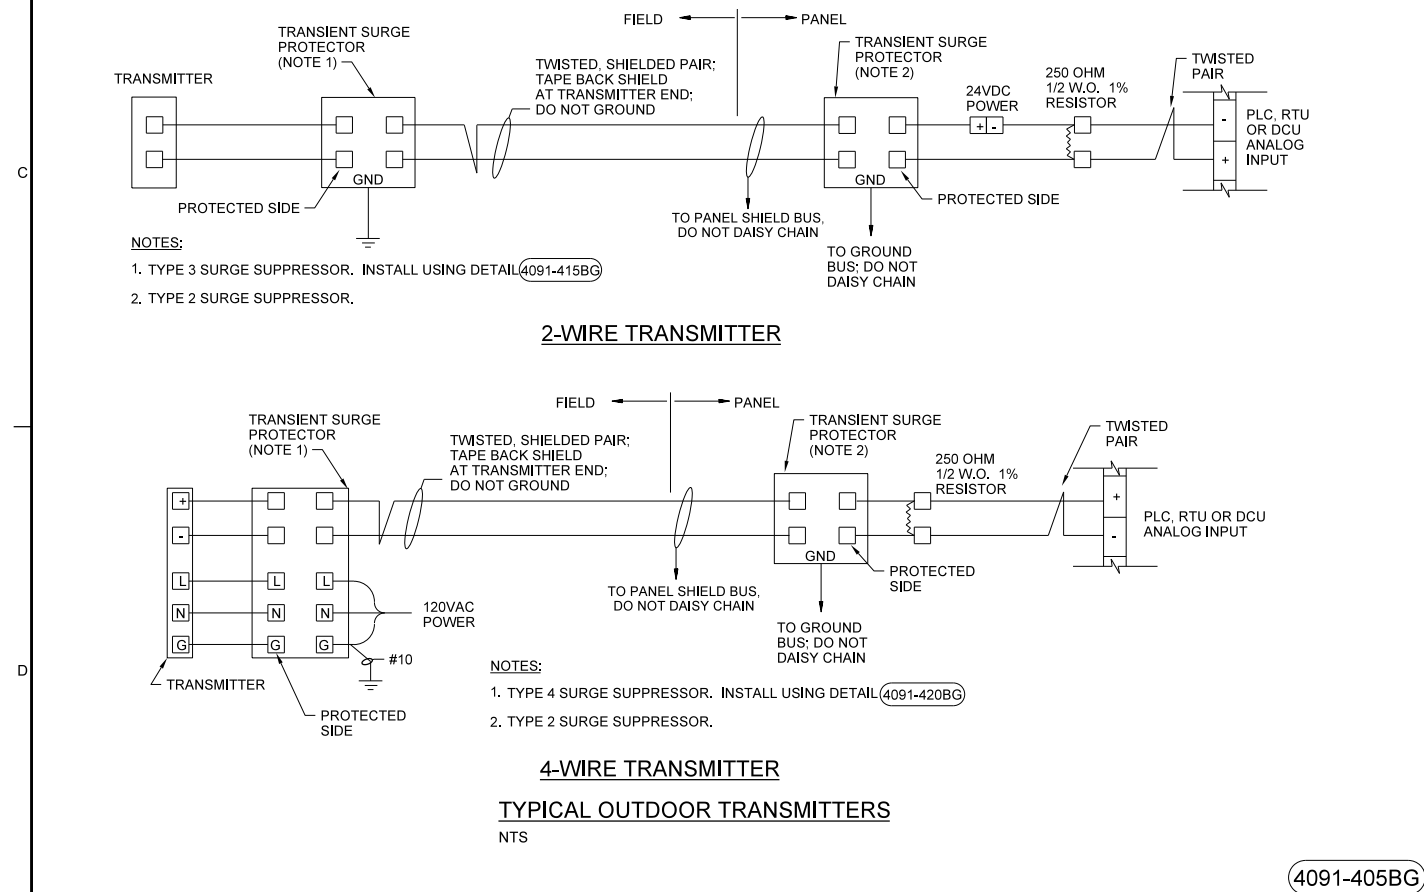 FIELD
PANEL
TRANSIENT SURGE
PROTECTOR
(NOTE 1)
TRANSMITTER
TWISTED, SHIELDED PAIR;
TAPE BACK SHIELD
AT TRANSMITTER END;
DO NOT GROUND
TRANSIENT SURGE
PROTECTOR
(NOTE 2)
24VDC
POWER
+ -
250 OHM
1/2 W.O. 1%
RESISTOR
TWISTED
PAIR
-
+
PLC, RTU
OR DCU
ANALOG
INPUT
C
GND
GND
PROTECTED SIDE
PROTECTED SIDE
TO PANEL SHIELD BUS,
DO NOT DAISY CHAIN
TO GROUND
BUS; DO NOT
DAISY CHAIN
NOTES:
1. TYPE 3 SURGE SUPPRESSOR. INSTALL USING DETAIL 4091-415BG
2. TYPE 2 SURGE SUPPRESSOR.
2-WIRE TRANSMITTER
FIELD
PANEL
TRANSIENT SURGE
PROTECTOR
(NOTE 1)
TWISTED, SHIELDED PAIR;
TAPE BACK SHIELD
AT TRANSMITTER END;
DO NOT GROUND
TRANSIENT SURGE
PROTECTOR
(NOTE 2)
250 OHM
1/2 W.O. 1%
RESISTOR
TWISTED
PAIR
+
-
PLC, RTU OR DCU
ANALOG INPUT
+
-
L L L
N N N
G G G
120VAC
POWER
#10
GND
PROTECTED
SIDE
TO PANEL SHIELD BUS,
DO NOT DAISY CHAIN
TO GROUND
BUS; DO NOT
DAISY CHAIN
D
TRANSMITTER
PROTECTED
SIDE
NOTES:
1. TYPE 4 SURGE SUPPRESSOR. INSTALL USING DETAIL 4091-420BG
2. TYPE 2 SURGE SUPPRESSOR.
4-WIRE TRANSMITTER
TYPICAL OUTDOOR TRANSMITTERS
NTS
4091-405BG